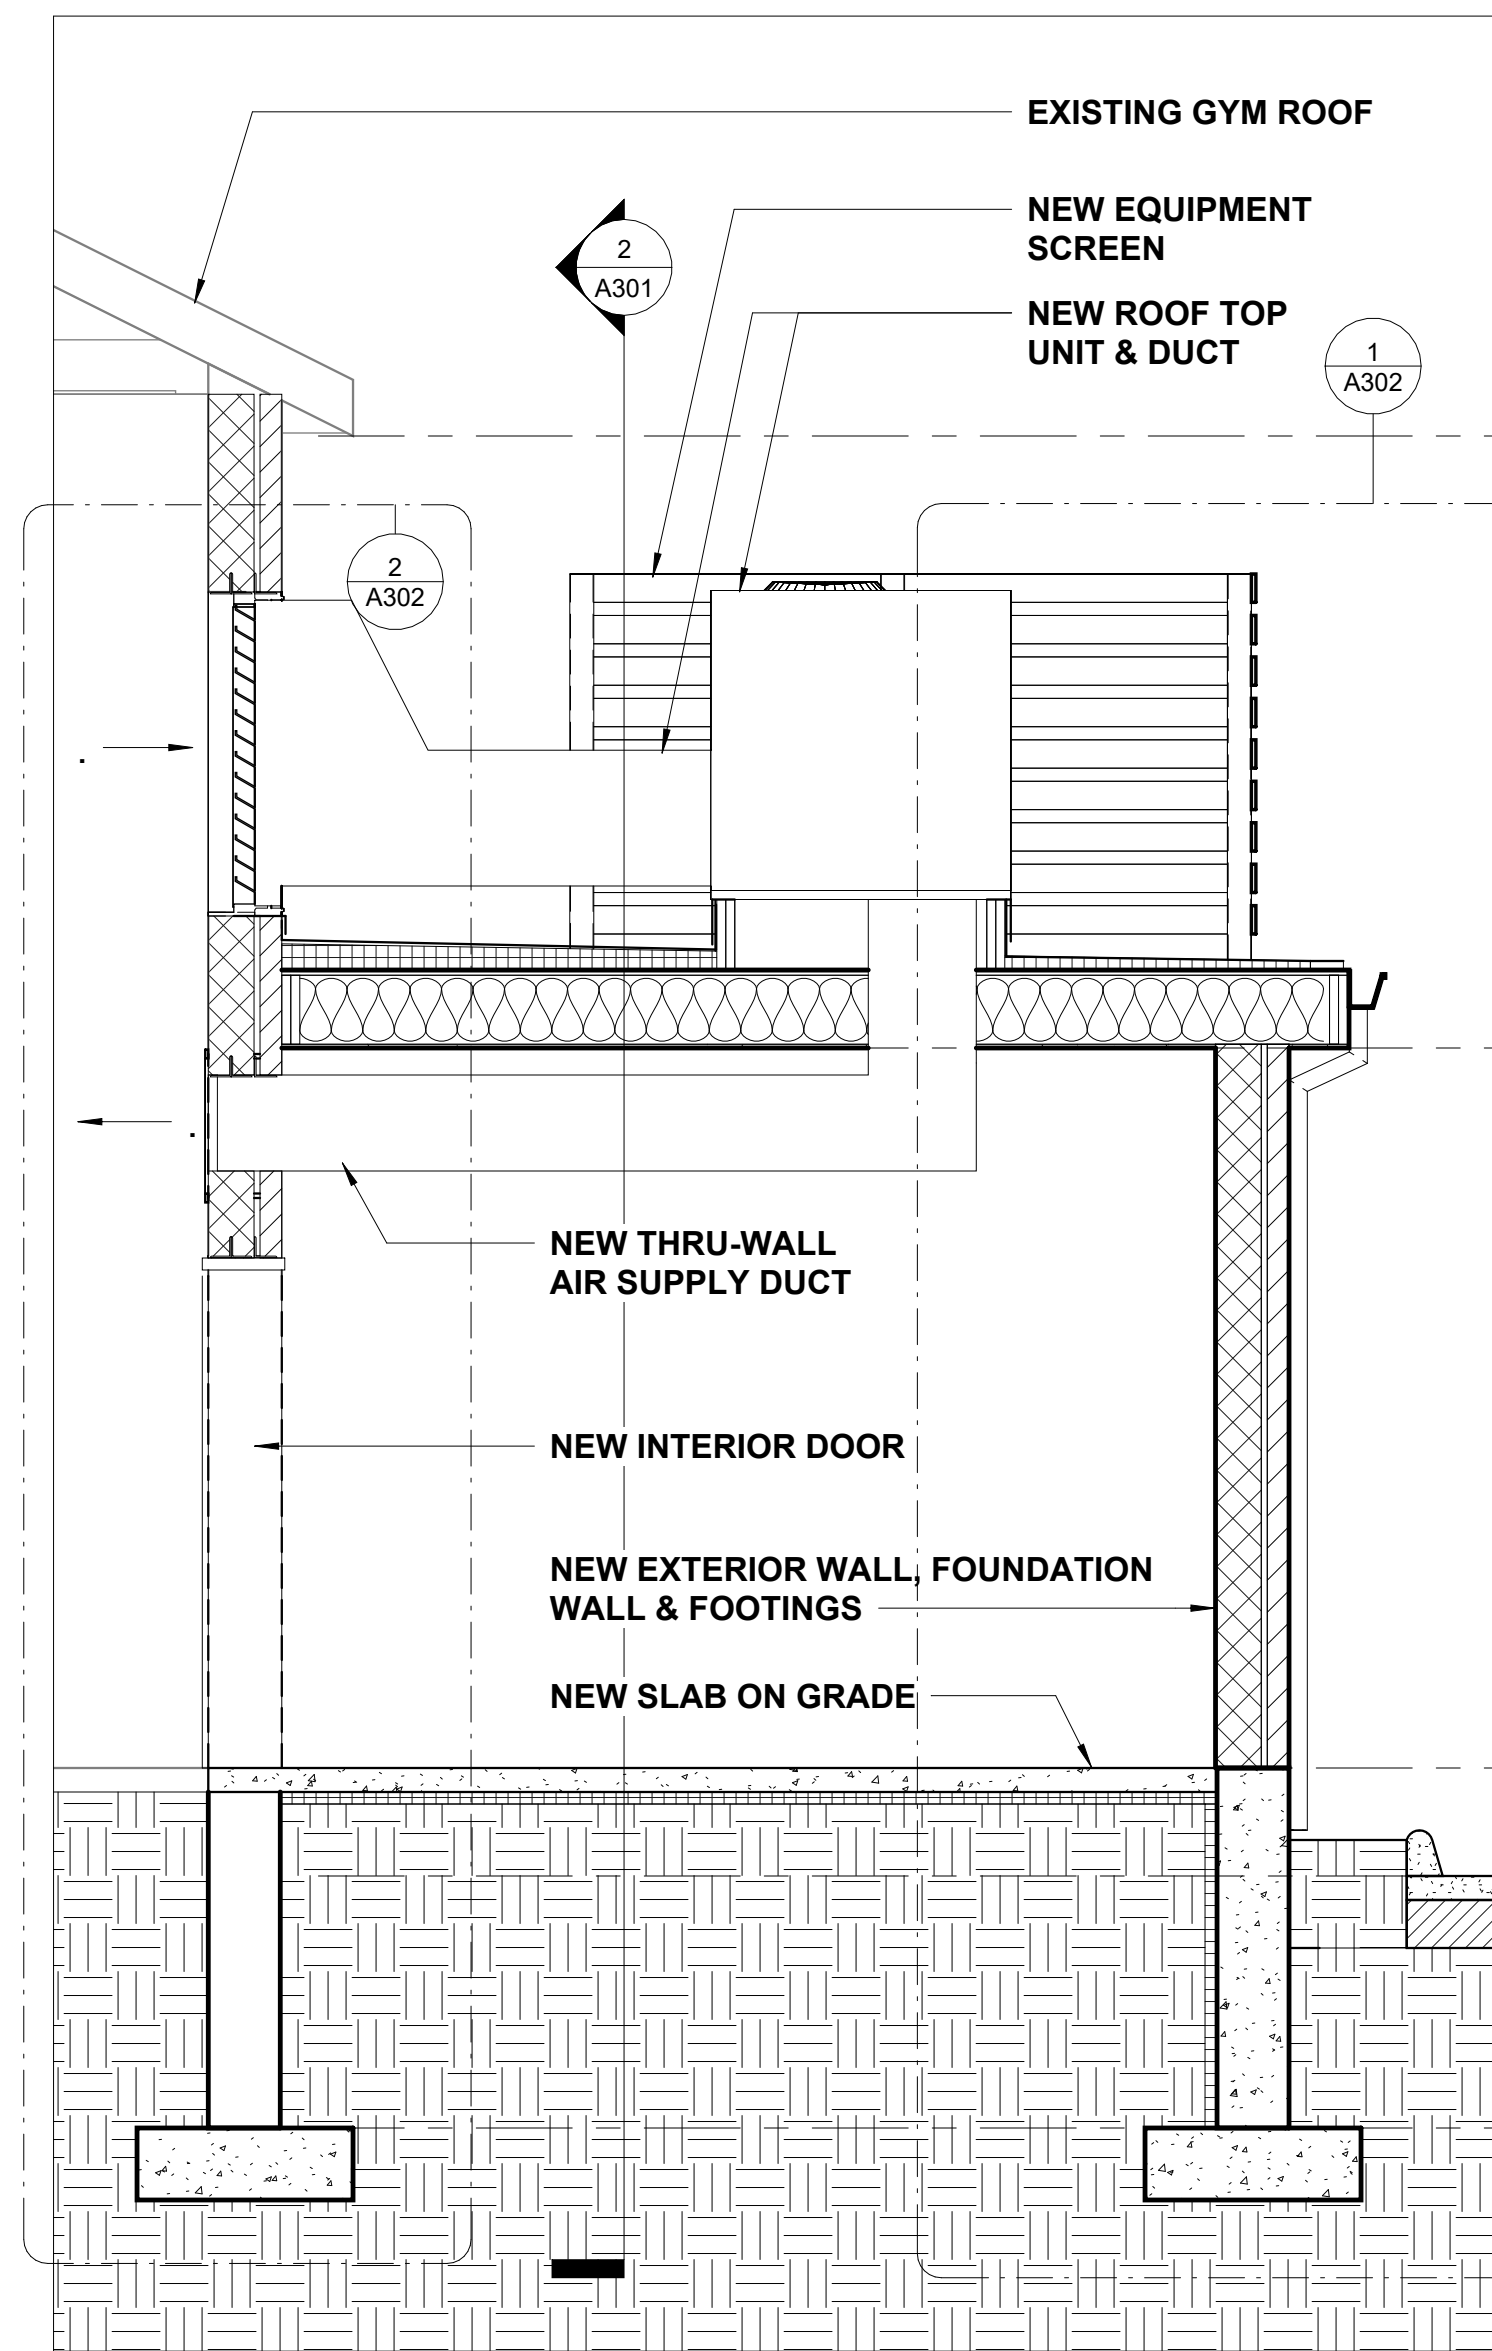 EXISTING GYM ROOF
NEW EQUIPMENT
SCREEN
2
A301
NEW ROOF TOP
UNIT & DUCT
1
A302
2
A302
NEW THRU-WALL
AIR SUPPLY DUCT
NEW INTERIOR DOOR
NEW EXTERIOR WALL, FOUNDATION
WALL & FOOTINGS
NEW SLAB ON GRADE